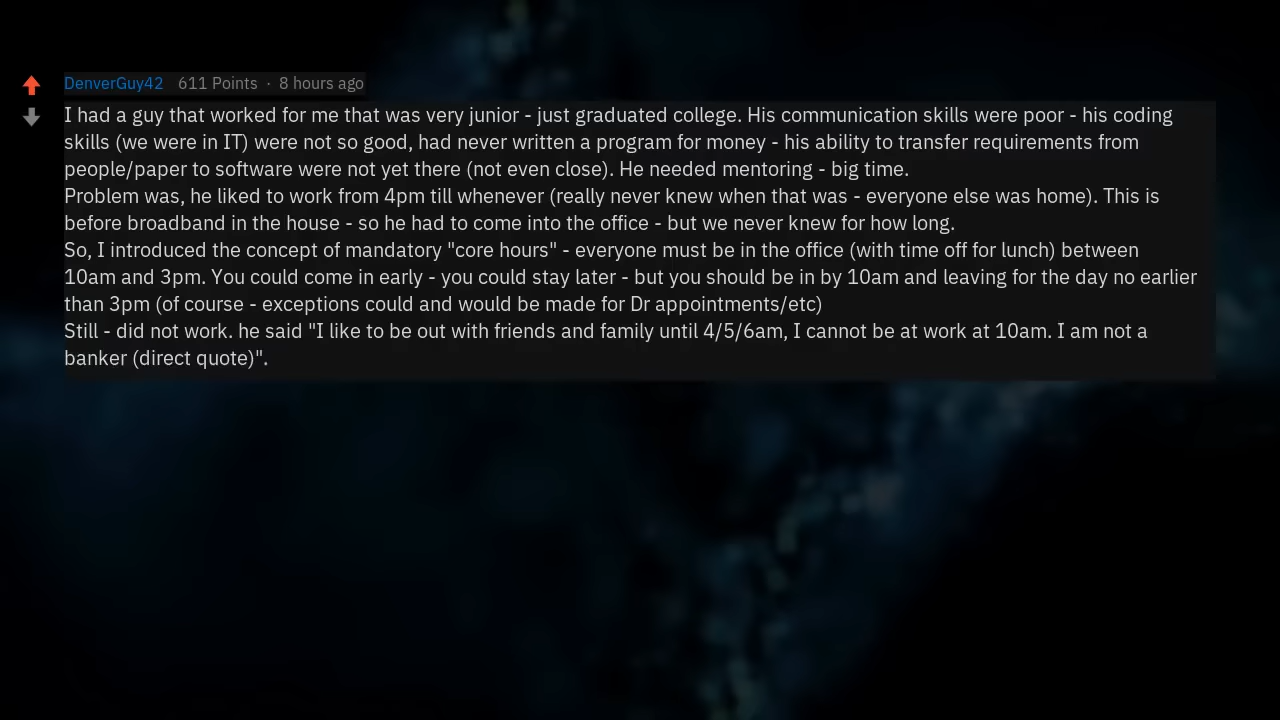 DenverGuy42 611 Points · 8 hours ago
I had a guy that worked for me that was very junior - just graduated college. His communication skills were poor - his coding
skills (we were in IT) were not so good, had never written a program for money - his ability to transfer requirements from
people/paper to software were not yet there (not even close). He needed mentoring - big time.
Problem was, he liked to work from 4pm till whenever (really never knew when that was - everyone else was home). This is
before broadband in the house - so he had to come into the office - but we never knew for how long.
So, I introduced the concept of mandatory "core hours" - everyone must be in the office (with time off for lunch) between
10am and 3pm. You could come in early - you could stay later - but you should be in by 10am and leaving for the day no earlier
than 3pm (of course - exceptions could and would be made for Dr appointments/etc)
Still - did not work. he said "I like to be out with friends and family until 4/5/6am, I cannot be at work at 10am. I am not a
banker (direct quote)".